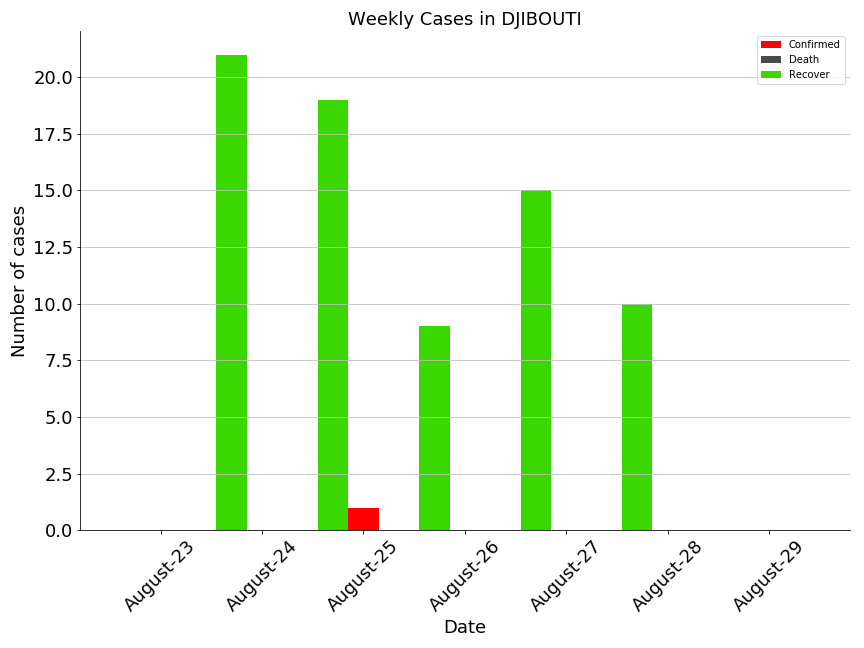 Weekly Cases in DJIBOUTI
Confirmed
Death
Recover
Number of cases
20.0
17.5
15.0
12.5
10.0
7.5
5.0
2.5
0.0
August-23
August-24
August-25
August-26
August-27
August-28
August-29
Date